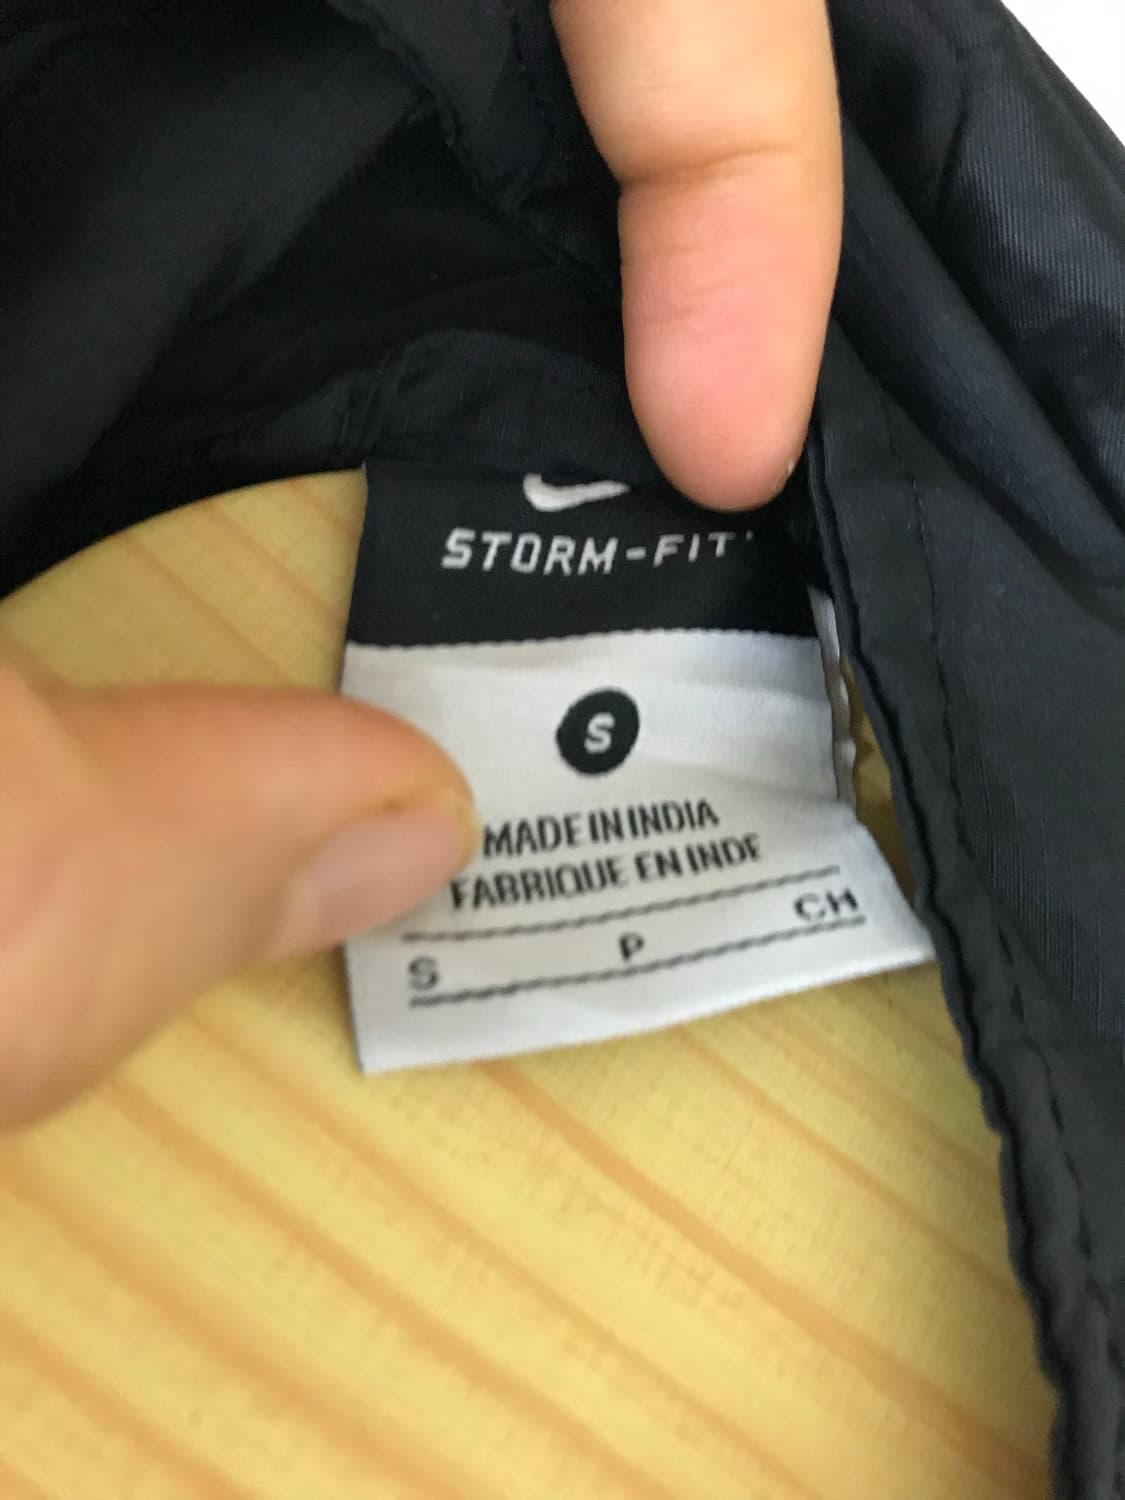 STORM-FIT
S
MADE IN INDIA
FABRIQUE EN INDE
S P CH